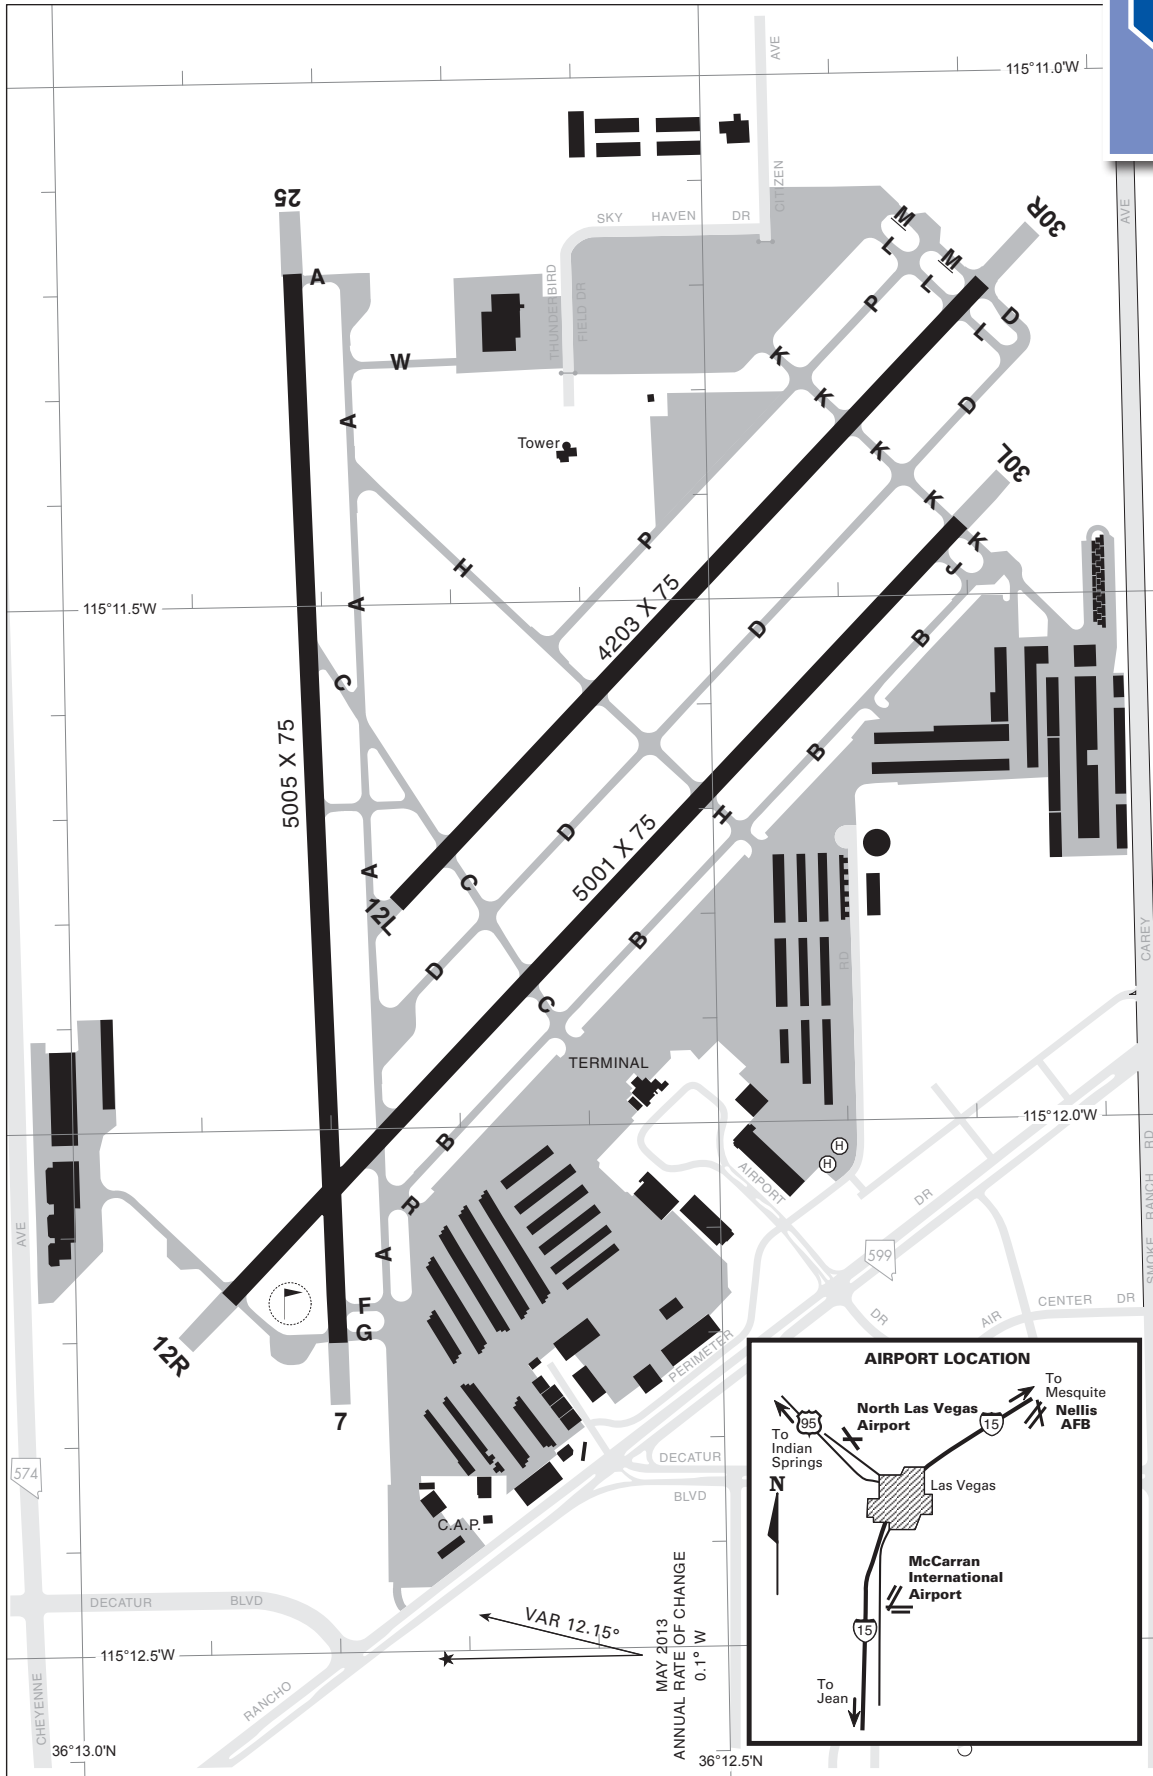 115°11.0'W
AVE
CITIZEN
SKY HAVEN DR
THUNDERBIRD
FIELD DR
AVE
25
A
M
L
M
L
30R
D
L
P
K
W
A
K
D
K
Tower
30L
K
K
J
H
P
115°11.5'W
A
4203 X 75
D
B
C
5005 X 75
B
H
D
5001 X 75
A
C
12L
B
D
RD
CAREY
C
TERMINAL
115°12.0'W
B
H
H
AIRPORT
DR
SMOKE RANCH RD
R
AVE
A
599
F
G
12R
DR
AIR
CENTER DR
PERIMETER
7
574
DECATUR
BLVD
C.A.P.
DECATUR BLVD
VAR 12.15°
MAY 2013
ANNUAL RATE OF CHANGE
0.1° W
115°12.5'W
CHEYENNE
RANCHO
36°13.0'N
36°12.5'N
AIRPORT LOCATION
To
Mesquite
Nellis
AFB
North Las Vegas
Airport
95
15
To
Indian
Springs
N
Las Vegas
McCarran
International
Airport
15
To
Jean